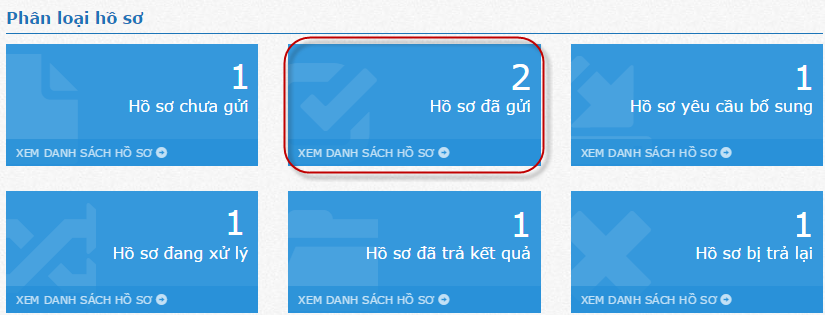 Phân loại hồ sơ
1
Hồ sơ chưa gửi
XEM DANH SÁCH HỒ SƠ
2
Hồ sơ đã gửi
XEM DANH SÁCH HỒ SƠ
1
Hồ sơ yêu cầu bổ sung
XEM DANH SÁCH HỒ SƠ
1
Hồ sơ đang xử lý
XEM DANH SÁCH HỒ SƠ
1
Hồ sơ đã trả kết quả
XEM DANH SÁCH HỒ SƠ
1
Hồ sơ bị trả lại
XEM DANH SÁCH HỒ SƠ